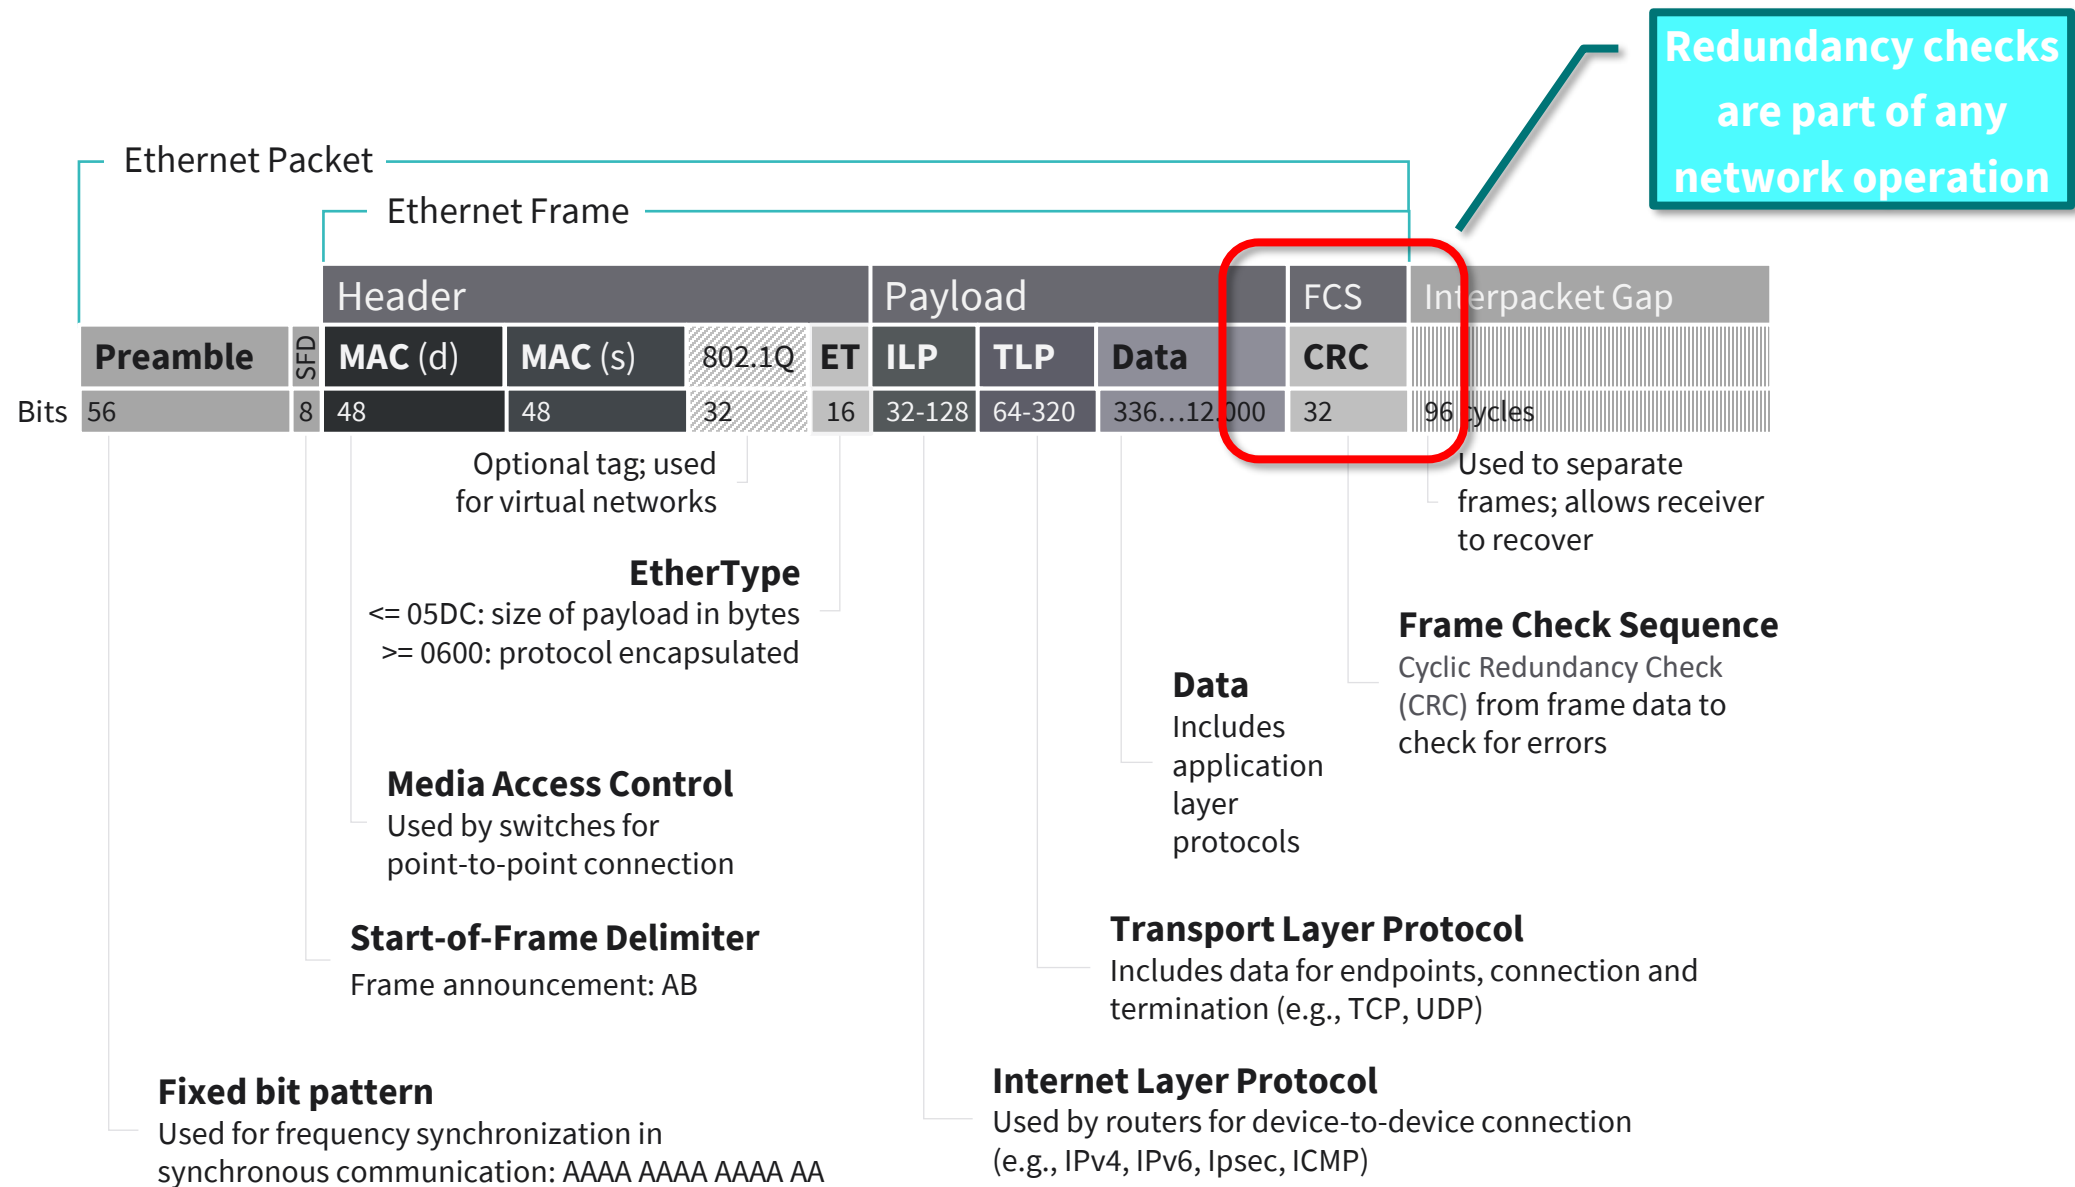 Redundancy checks
are part of any
network operation
Ethernet Packet
Ethernet Frame
Header
Payload
FCS
Interpacket Gap
Preamble
SFD
MAC (d)
MAC (s)
802.1Q
ET
ILP
TLP
Data
CRC
Bits
56
8
48
48
32
16
32-128
64-320
336…12.000
32
96 cycles
Optional tag; used
for virtual networks
Used to separate
frames; allows receiver
to recover
EtherType
<= 05DC: size of payload in bytes
>= 0600: protocol encapsulated
Frame Check Sequence
Cyclic Redundancy Check
(CRC) from frame data to
check for errors
Data
Includes
application
layer
protocols
Media Access Control
Used by switches for
point-to-point connection
Start-of-Frame Delimiter
Frame announcement: AB
Transport Layer Protocol
Includes data for endpoints, connection and
termination (e.g., TCP, UDP)
Fixed bit pattern
Used for frequency synchronization in
synchronous communication: AAAA AAAA AAAA AA
Internet Layer Protocol
Used by routers for device-to-device connection
(e.g., IPv4, IPv6, Ipsec, ICMP)